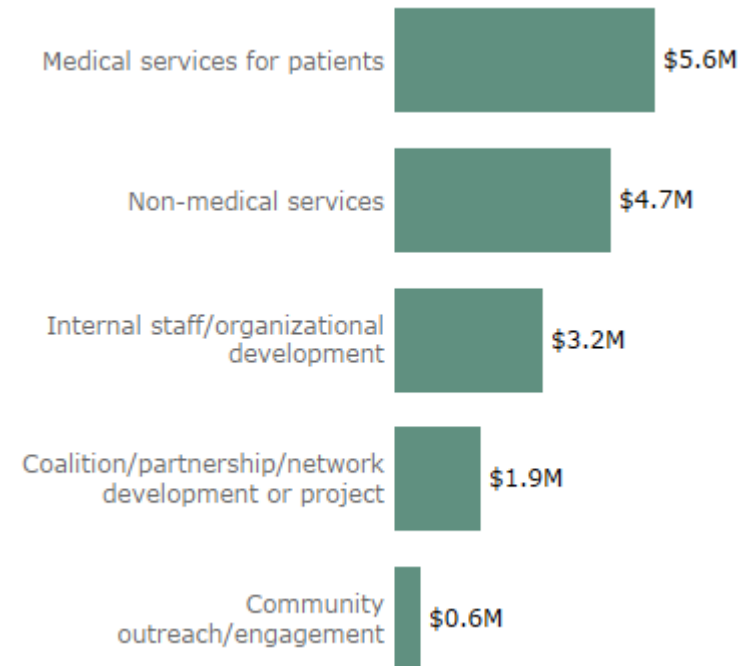 Medical services for patients
$5.6M
Non-medical services
$4.7M
Internal staff/organizational
development
$3.2M
Coalition/partnership/network
development or project
$1.9M
Community
outreach/engagement
$0.6M